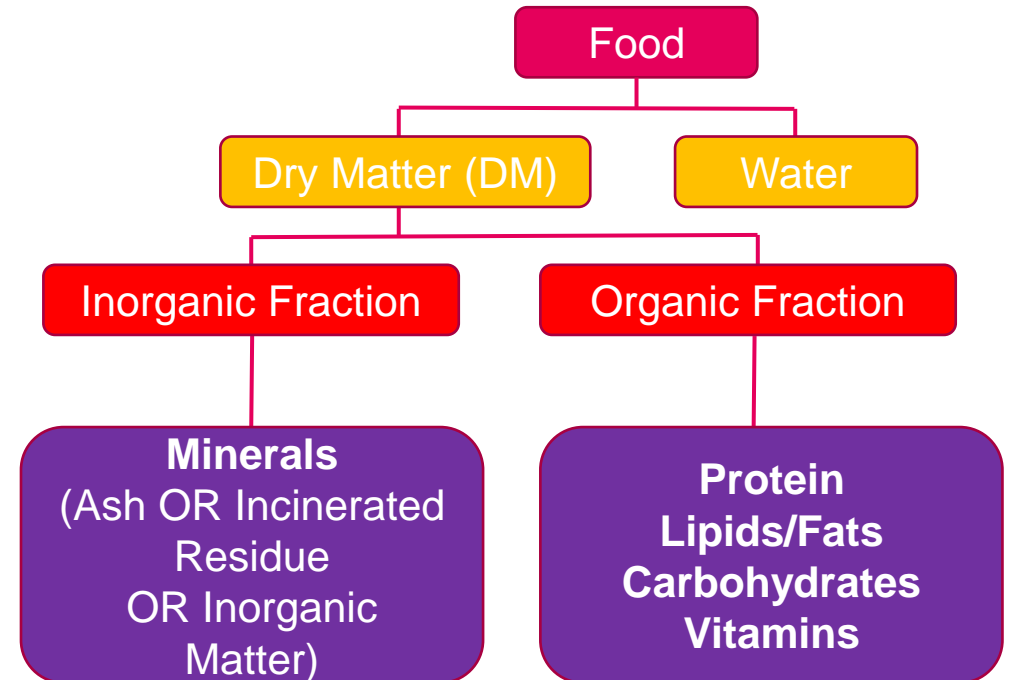 Food
Dry Matter (DM)
Water
Inorganic Fraction
Organic Fraction
Minerals
(Ash OR Incinerated
Residue
OR Inorganic
Matter)
Protein
Lipids/Fats
Carbohydrates
Vitamins